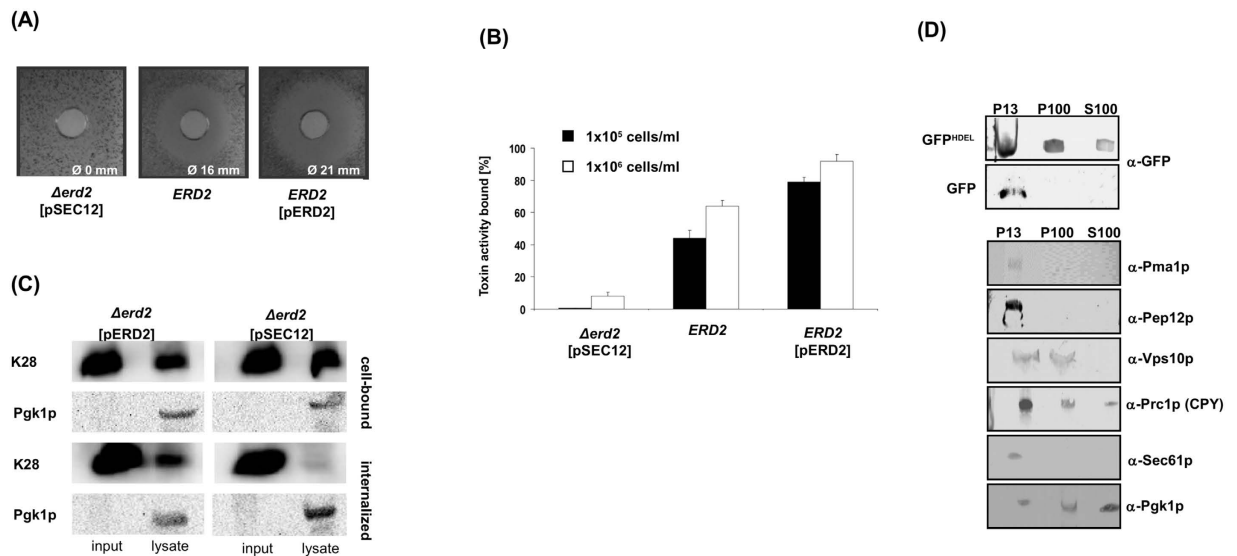 (A)
Ø 0 mm
Ø 16 mm
Ø 21 mm
Δerd2
[pSEC12]
ERD2
ERD2
[pERD2]
(B)
1x10⁵ cells/ml
1x10⁶ cells/ml
Toxin activity bound [%]
100
80
60
40
20
0
Δerd2
[pSEC12]
ERD2
ERD2
[pERD2]
(C)
Δerd2
[pERD2]
Δerd2
[pSEC12]
K28
Pgk1p
cell-bound
K28
Pgk1p
internalized
input
lysate
input
lysate
(D)
P13 P100 S100
GFPᴴᴰᴱᴸ
GFP
α-GFP
P13 P100 S100
α-Pma1p
α-Pep12p
α-Vps10p
α-Prc1p (CPY)
α-Sec61p
α-Pgk1p